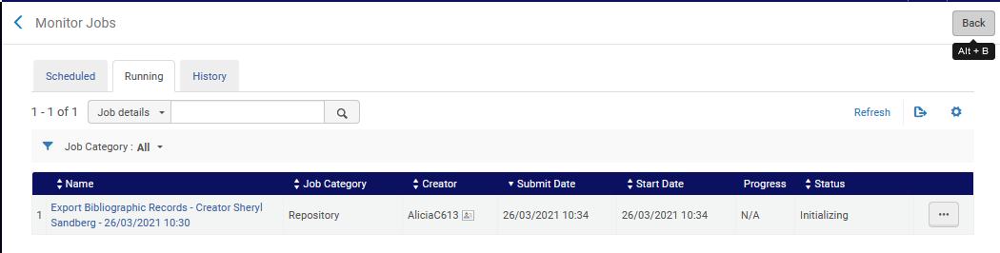 Monitor Jobs
Back
Alt + B
Scheduled Running History
1 - 1 of 1 Job details Refresh
Job Category : All
Name Job Category Creator Submit Date Start Date Progress Status
1 Export Bibliographic Records - Creator Sheryl Sandberg - 26/03/2021 10:30 Repository AliciaC613 26/03/2021 10:34 26/03/2021 10:34 N/A Initializing ...